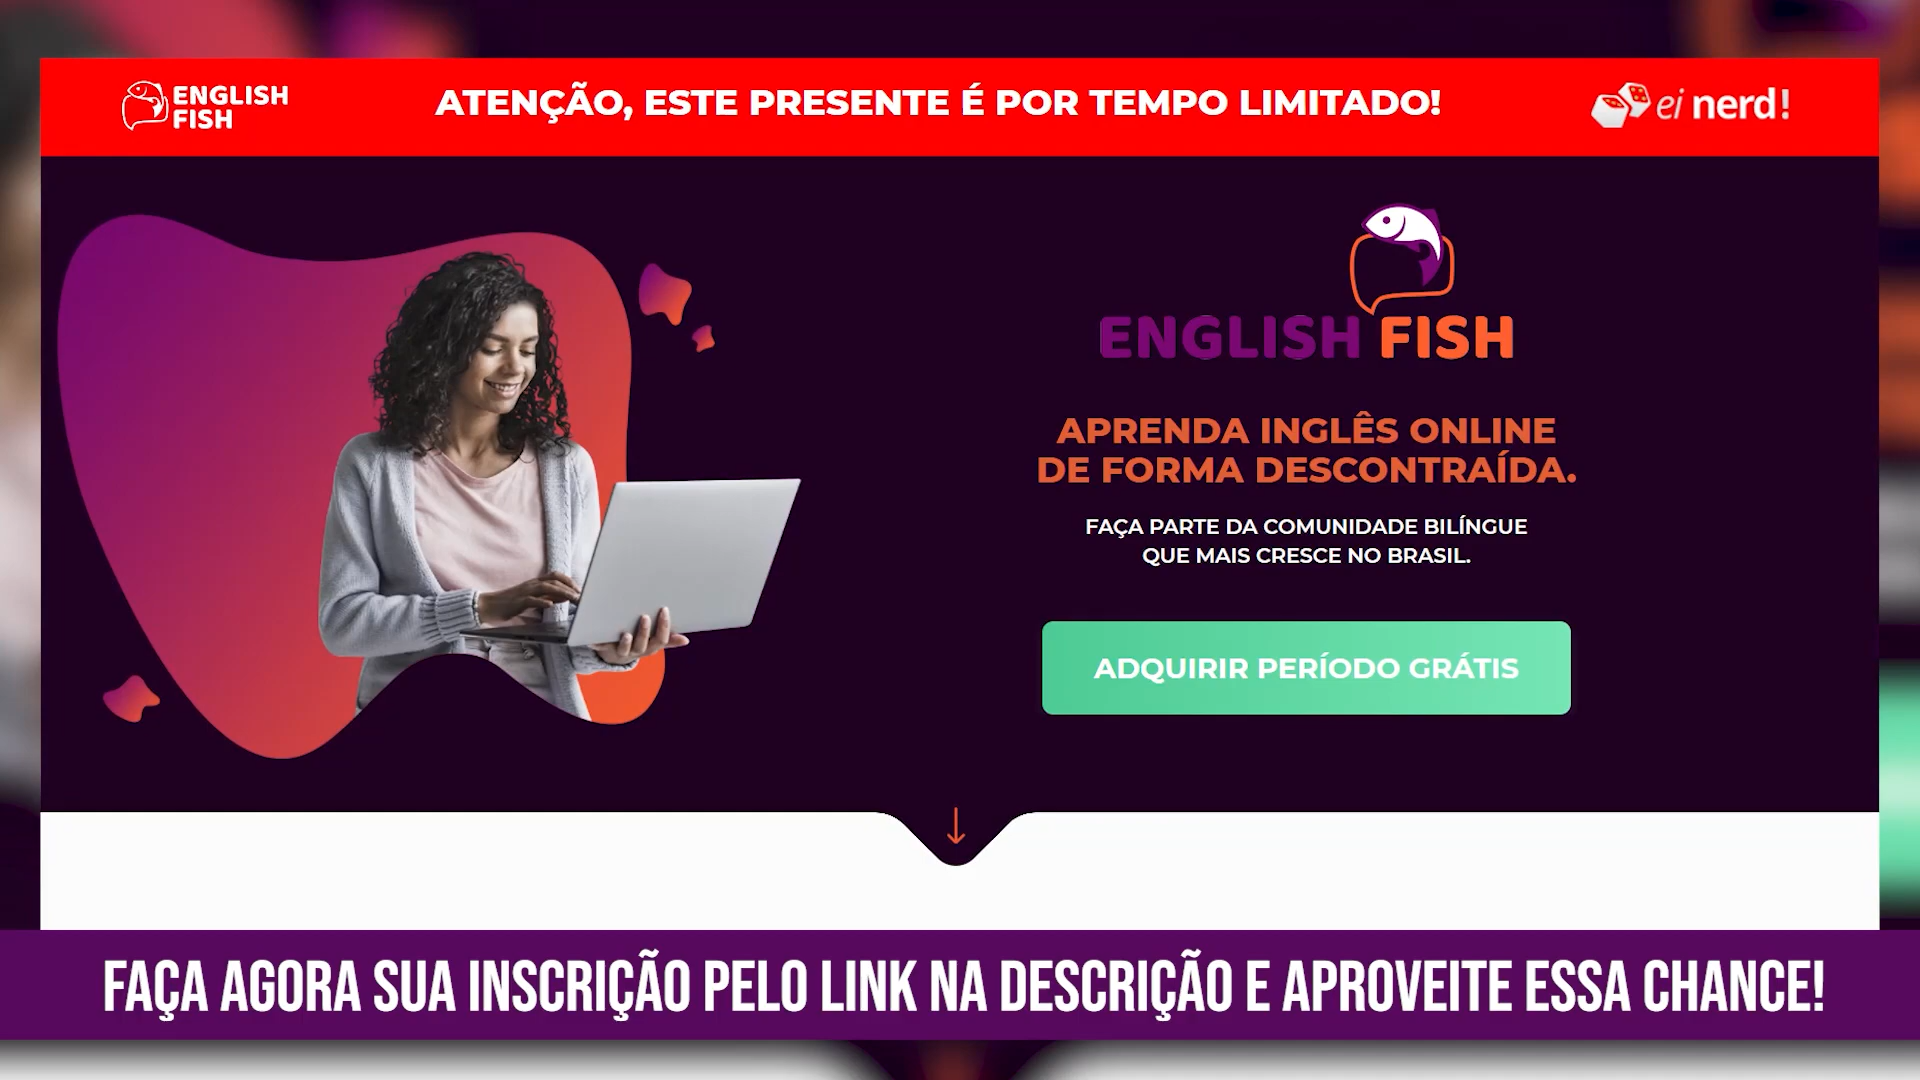 ENGLISH
FISH
ATENÇÃO, ESTE PRESENTE É POR TEMPO LIMITADO!
ei nerd!
ENGLISH FISH
APRENDA INGLÊS ONLINE
DE FORMA DESCONTRAÍDA.
FAÇA PARTE DA COMUNIDADE BILÍNGUE
QUE MAIS CRESCE NO BRASIL.
ADQUIRIR PERÍODO GRÁTIS
FAÇA AGORA SUA INSCRIÇÃO PELO LINK NA DESCRIÇÃO E APROVEITE ESSA CHANCE!